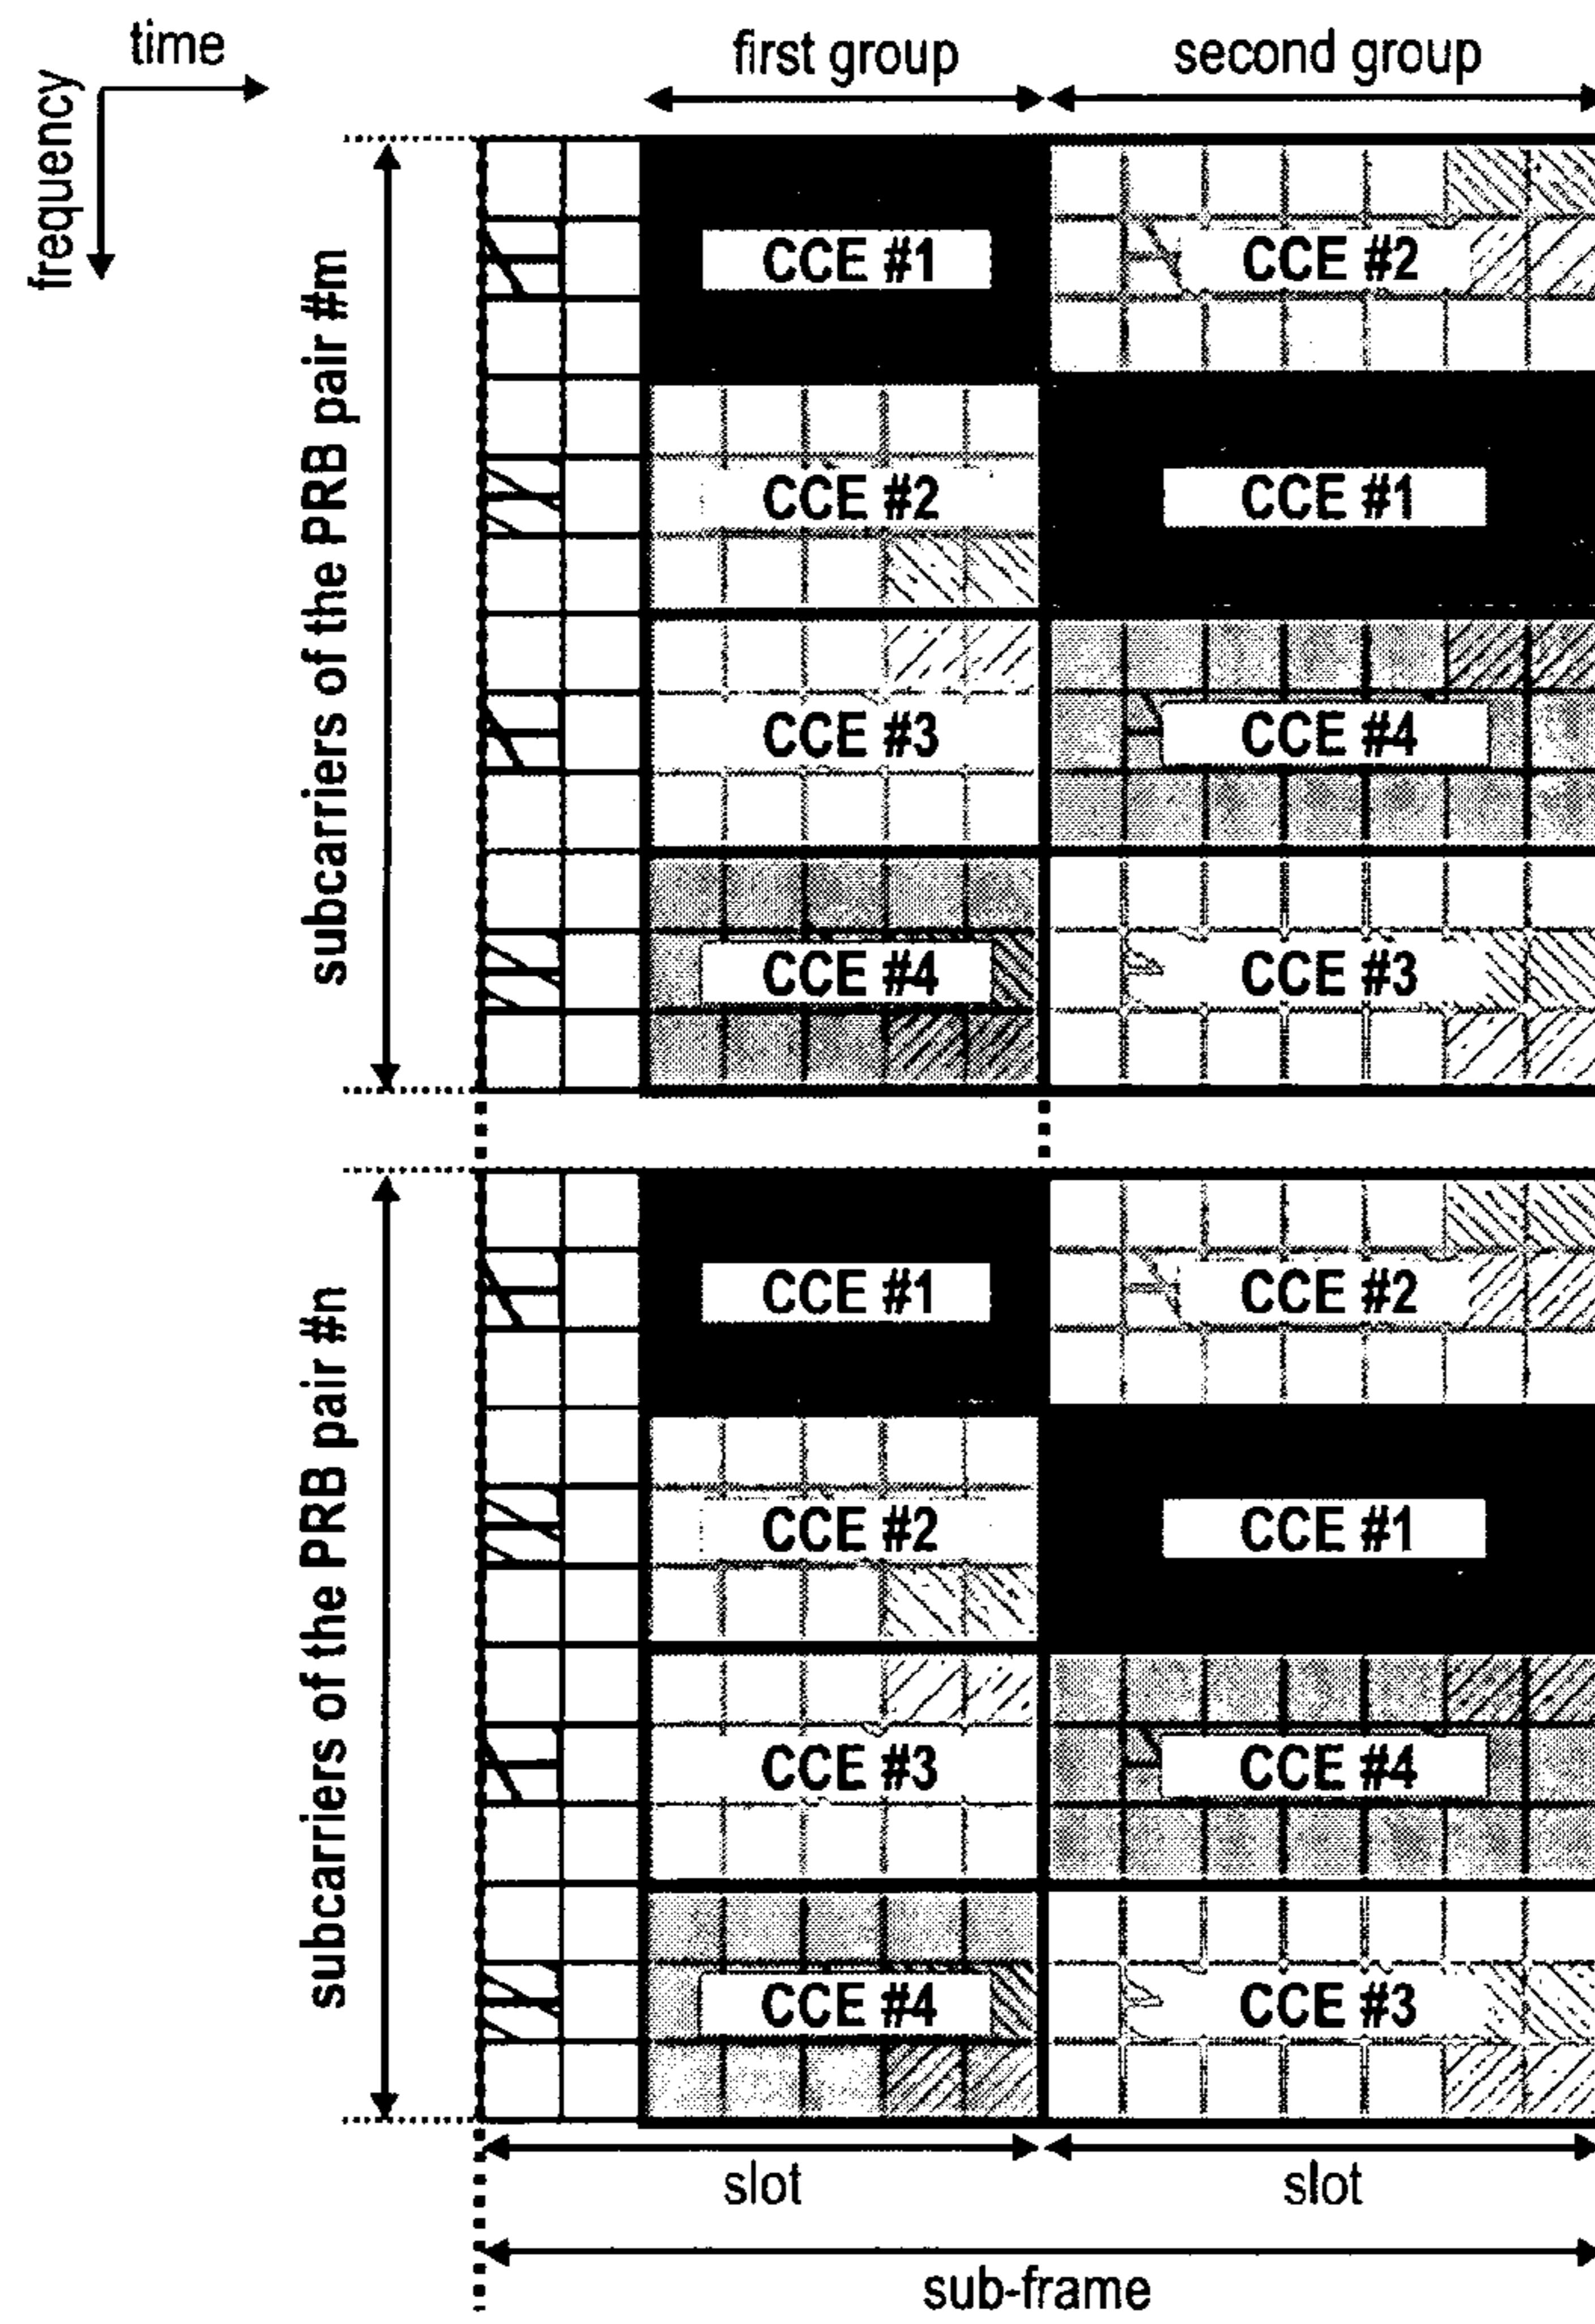 time
first group
second group
frequency
subcarriers of the PRB pair #m
CCE #1
CCE #2
CCE #2
CCE #1
CCE #3
CCE #4
CCE #4
CCE #3
subcarriers of the PRB pair #n
CCE #1
CCE #2
CCE #2
CCE #1
CCE #3
CCE #4
CCE #4
CCE #3
slot
slot
sub-frame